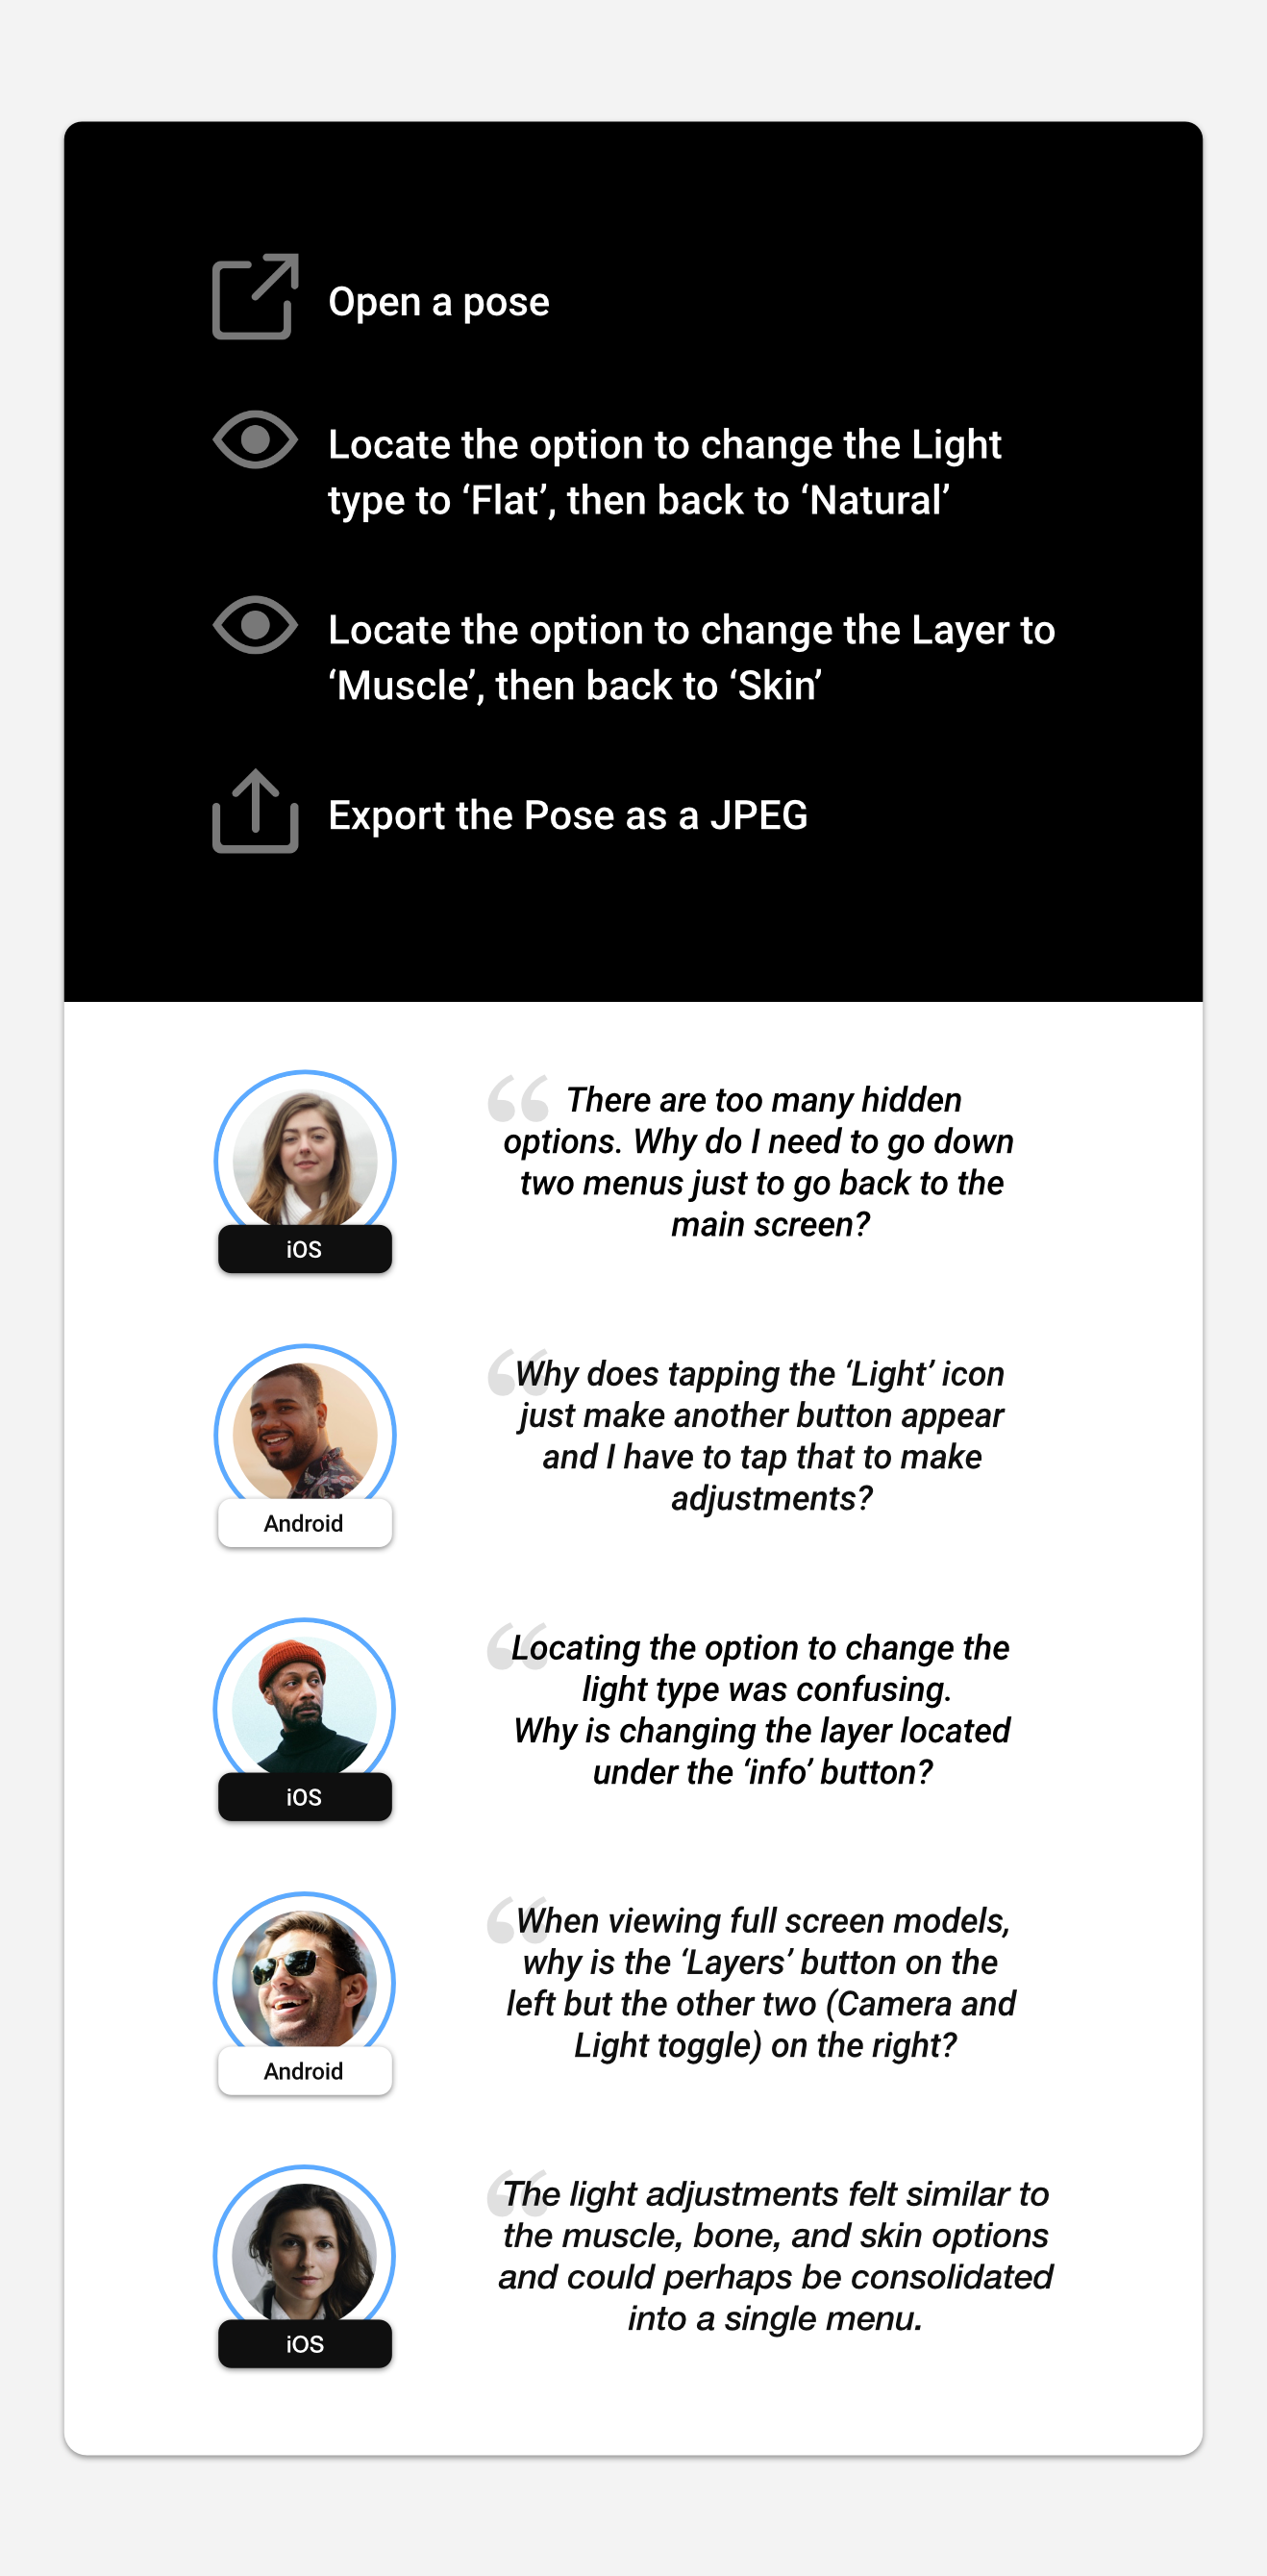 Open a pose
Locate the option to change the Light
type to ‘Flat’, then back to ‘Natural’
Locate the option to change the Layer to
‘Muscle’, then back to ‘Skin’
Export the Pose as a JPEG
“ There are too many hidden
options. Why do I need to go down
two menus just to go back to the
main screen?
iOS
“ Why does tapping the ‘Light’ icon
just make another button appear
and I have to tap that to make
adjustments?
Android
“ Locating the option to change the
light type was confusing.
Why is changing the layer located
under the ‘info’ button?
iOS
“ When viewing full screen models,
why is the ‘Layers’ button on the
left but the other two (Camera and
Light toggle) on the right?
Android
“ The light adjustments felt similar to
the muscle, bone, and skin options
and could perhaps be consolidated
into a single menu.
iOS